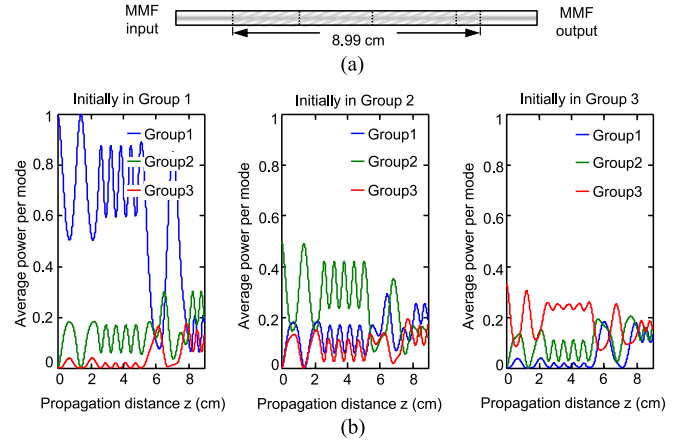 MMF input
MMF output
8.99 cm
(a)
Initially in Group 1
Initially in Group 2
Initially in Group 3
Average power per mode
1
0.8
0.6
0.4
0.2
0
0 2 4 6 8
Group1
Group2
Group3
Propagation distance z (cm)
Average power per mode
1
0.8
0.6
0.4
0.2
0
0 2 4 6 8
Group1
Group2
Group3
Propagation distance z (cm)
Average power per mode
1
0.8
0.6
0.4
0.2
0
0 2 4 6 8
Group1
Group2
Group3
Propagation distance z (cm)
(b)